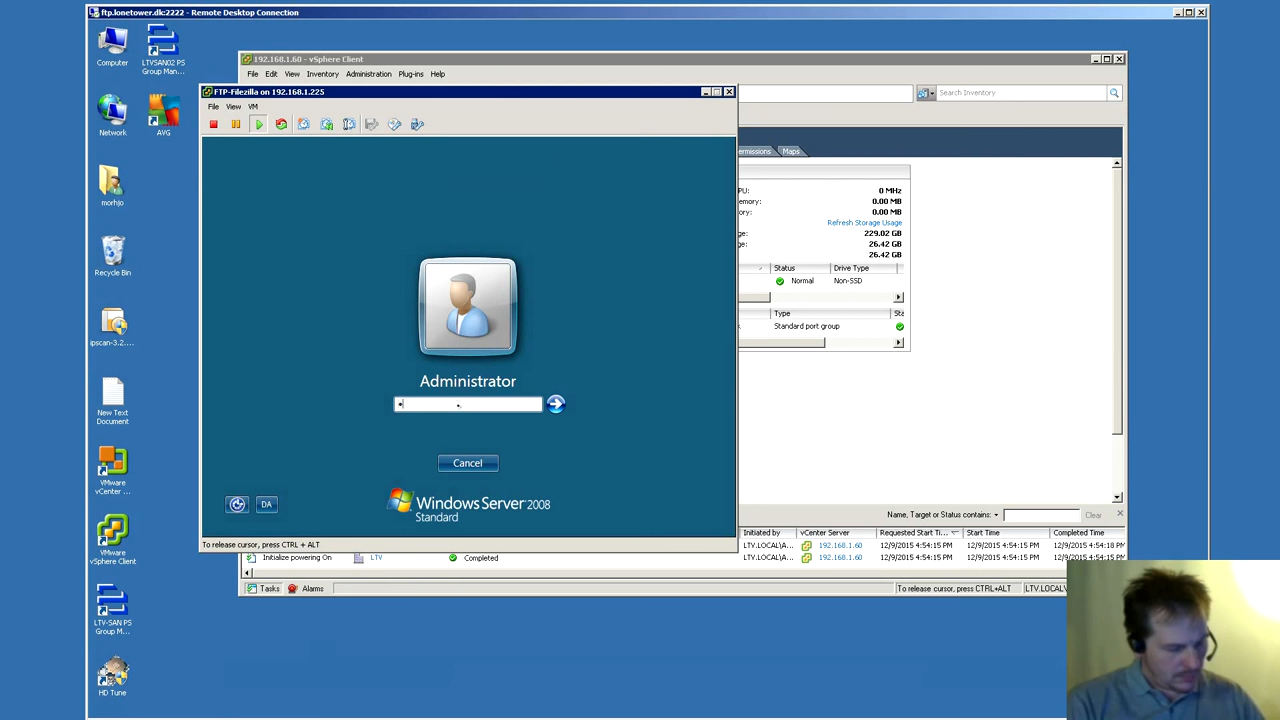 ftp.lonetower.dk:2222 - Remote Desktop Connection
Computer
LTVSAN02 PS
Group Man...
Network
AVG
morhjo
Recycle Bin
ipscan-3.2....
New Text
Document
VMware
vCenter ...
VMware
vSphere Client
LTV-SAN PS
Group M...
HD Tune
192.168.1.60 - vSphere Client
File Edit View Inventory Administration Plug-ins Help
Search Inventory
FTP-Filezilla on 192.168.1.225
File View VM
Administrator
Cancel
DA
Windows Server 2008
Standard
To release cursor, press CTRL + ALT
ermissions Maps
PU: 0 MHz
emory: 0.00 MB
ory: 0.00 MB
Refresh Storage Usage
ge: 229.02 GB
ge: 26.42 GB
26.42 GB
Status Drive Type
Normal Non-SSD
Type Sta
Standard port group
Name, Target or Status contains: Clear
Initiated by vCenter Server Requested Start Ti... Start Time Completed Time
LTV.LOCAL\A... 192.168.1.60 12/9/2015 4:54:15 PM 12/9/2015 4:54:15 PM 12/9/2015 4:54:18 PM
Initialize powering On LTV Completed LTV.LOCAL\A... 192.168.1.60 12/9/2015 4:54:15 PM 12/9/2015 4:54:15 PM 12/9/2015 4:54:15 PM
Tasks Alarms To release cursor, press CTRL+ALT LTV.LOCAL\